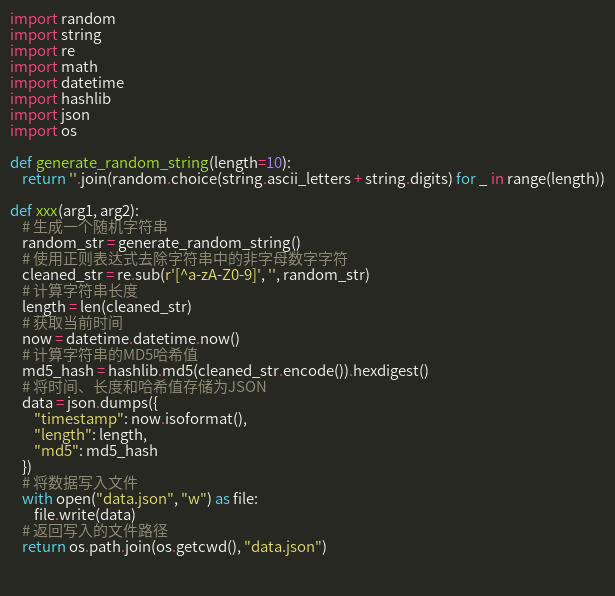 import random
import string
import re
import math
import datetime
import hashlib
import json
import os

def generate_random_string(length=10):
    return ''.join(random.choice(string.ascii_letters + string.digits) for _ in range(length))

def xxx(arg1, arg2):
    # 生成一个随机字符串
    random_str = generate_random_string()
    # 使用正则表达式去除字符串中的非字母数字字符
    cleaned_str = re.sub(r'[^a-zA-Z0-9]', '', random_str)
    # 计算字符串长度
    length = len(cleaned_str)
    # 获取当前时间
    now = datetime.datetime.now()
    # 计算字符串的MD5哈希值
    md5_hash = hashlib.md5(cleaned_str.encode()).hexdigest()
    # 将时间、长度和哈希值存储为JSON
    data = json.dumps({
        "timestamp": now.isoformat(),
        "length": length,
        "md5": md5_hash
    })
    # 将数据写入文件
    with open("data.json", "w") as file:
        file.write(data)
    # 返回写入的文件路径
    return os.path.join(os.getcwd(), "data.json")